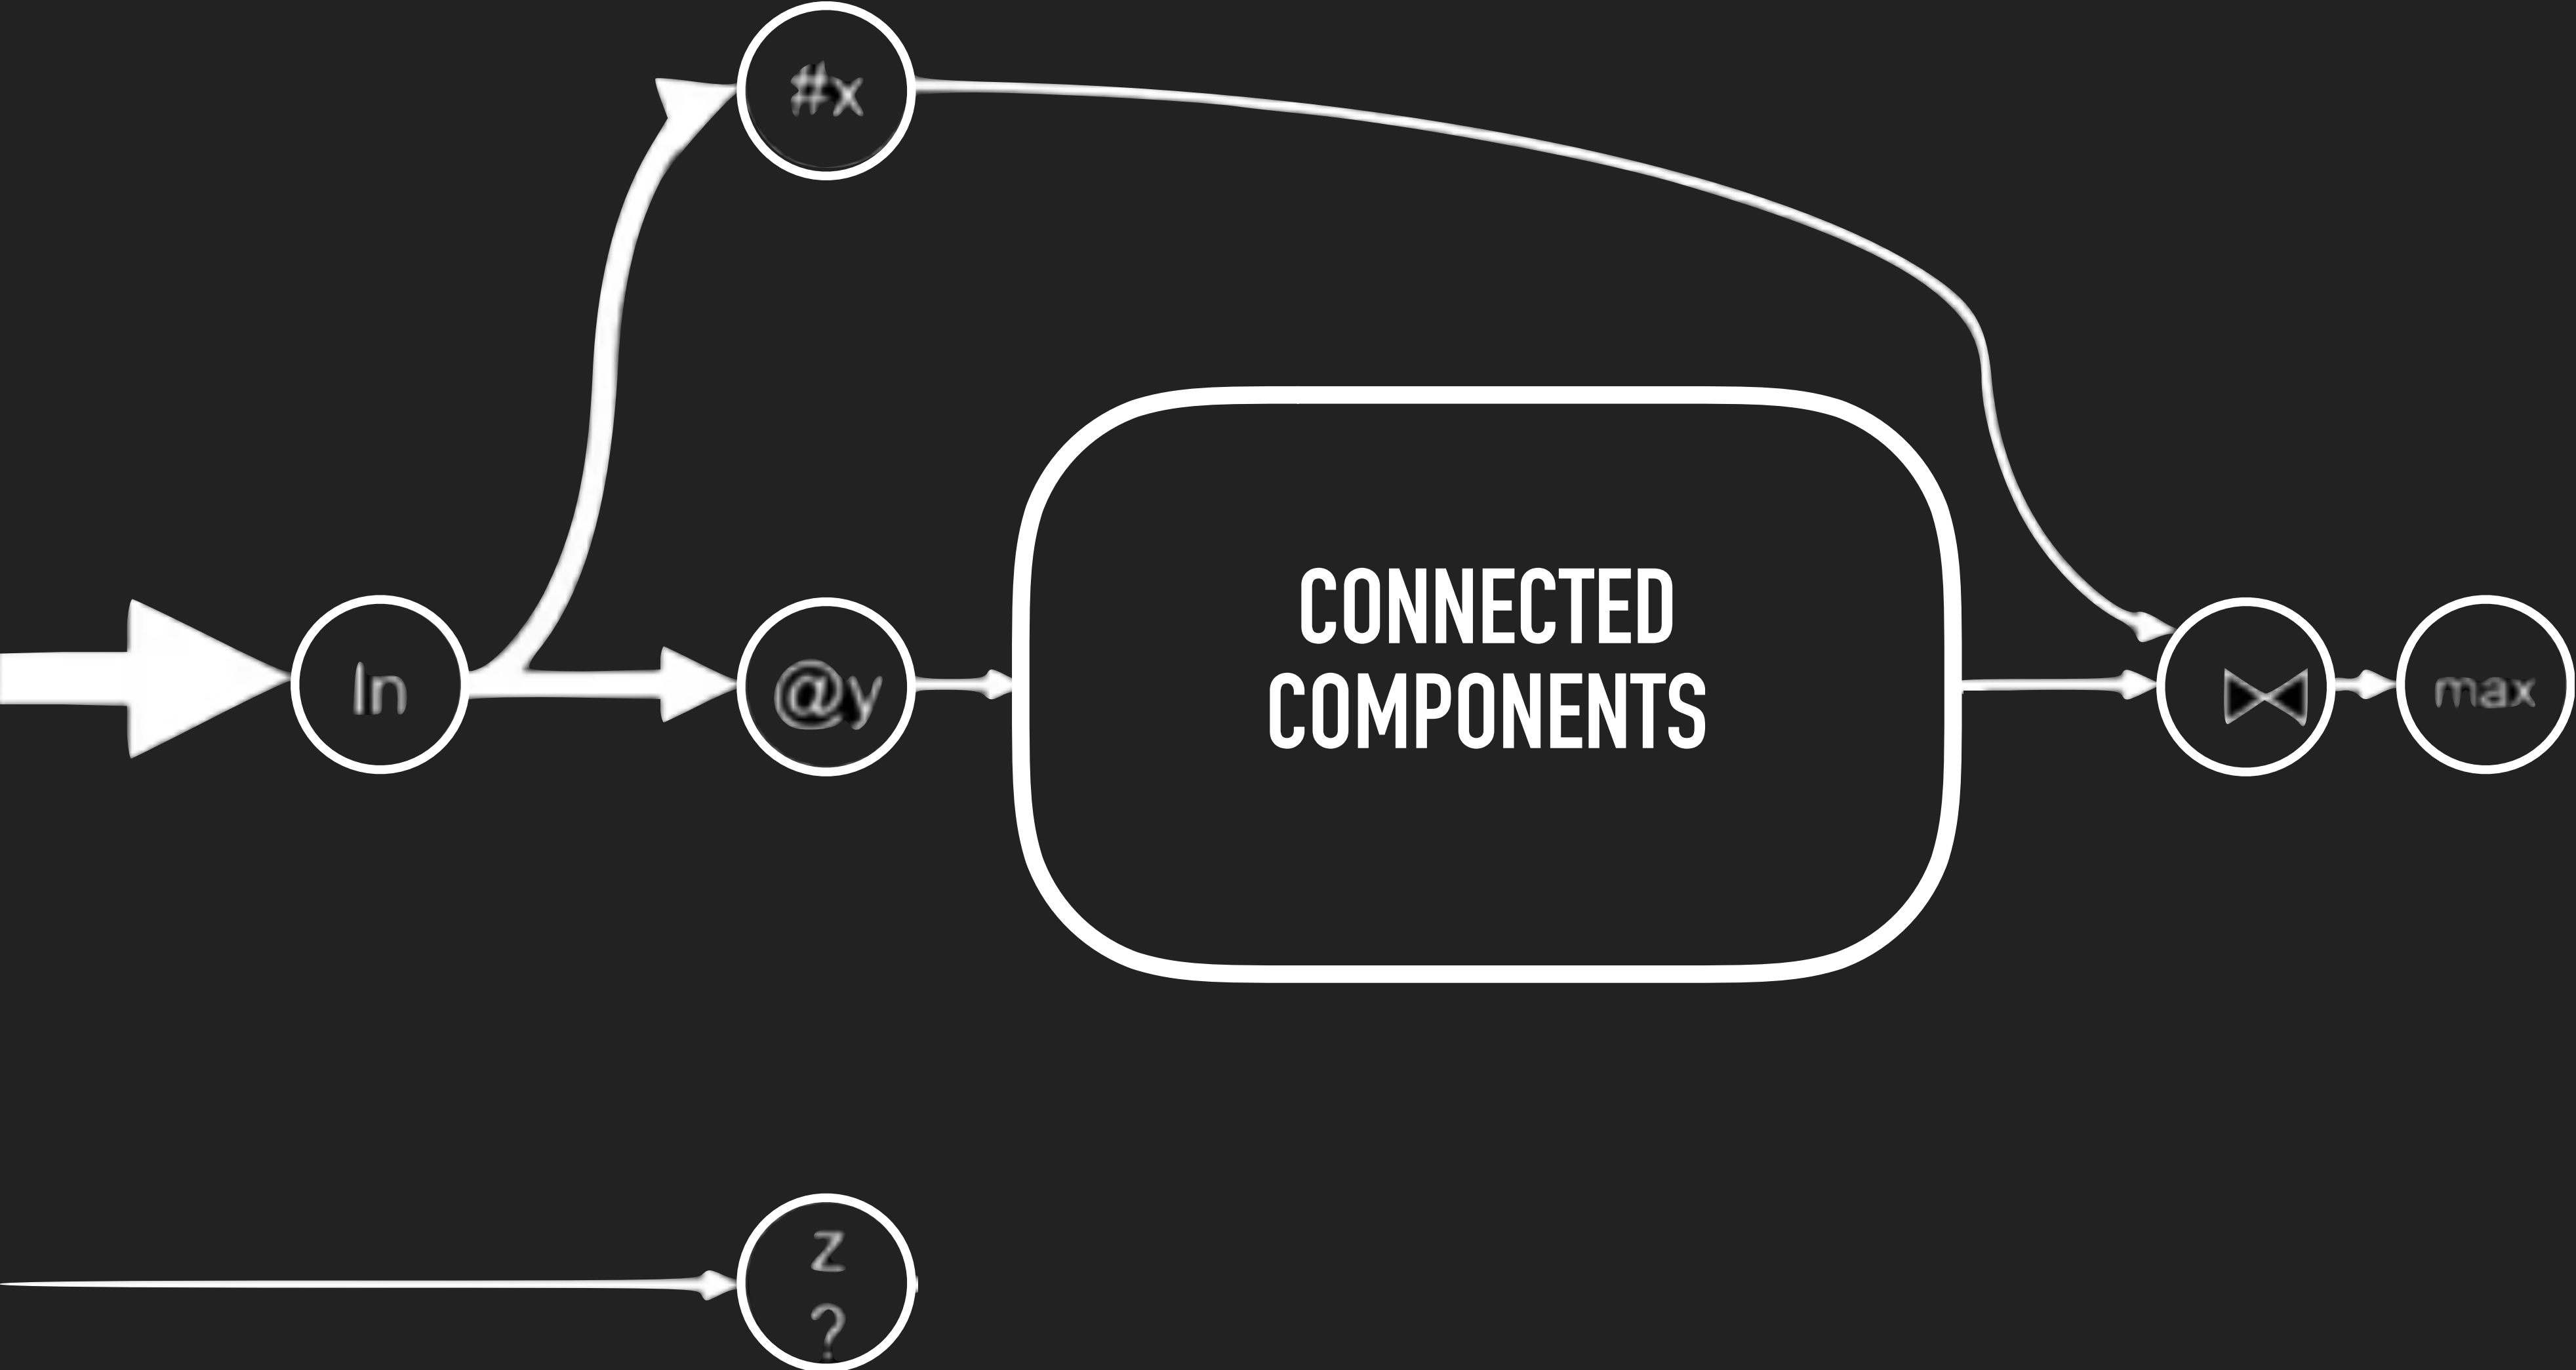 #x
In
@y
CONNECTED
COMPONENTS
⋈
max
z
?